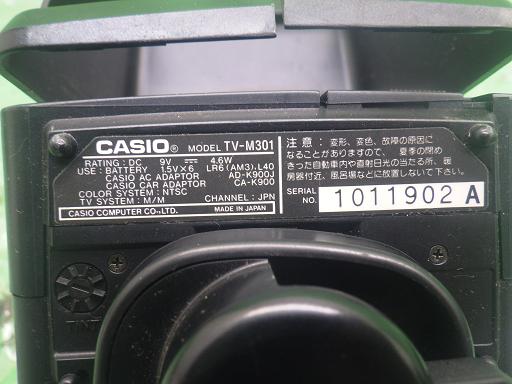 CASIO® MODEL TV-M301
RATING : DC 9V ⎓ 4.6W
USE : BATTERY 1.5V×6 LR6 (AM3), L40
CASIO AC ADAPTOR AD-K900J
CASIO CAR ADAPTOR CA-K900
COLOR SYSTEM : NTSC
TV SYSTEM : M/M CHANNEL : JPN
CASIO COMPUTER CO., LTD. MADE IN JAPAN
注意：変形、変色、故障の原因に
なることがありますので、夏季の閉め
きった自動車内や直射日光の当たる所、暖
房器付近、風呂場などに放置しないで下さい。
SERIAL NO. 1011902 A
TINT